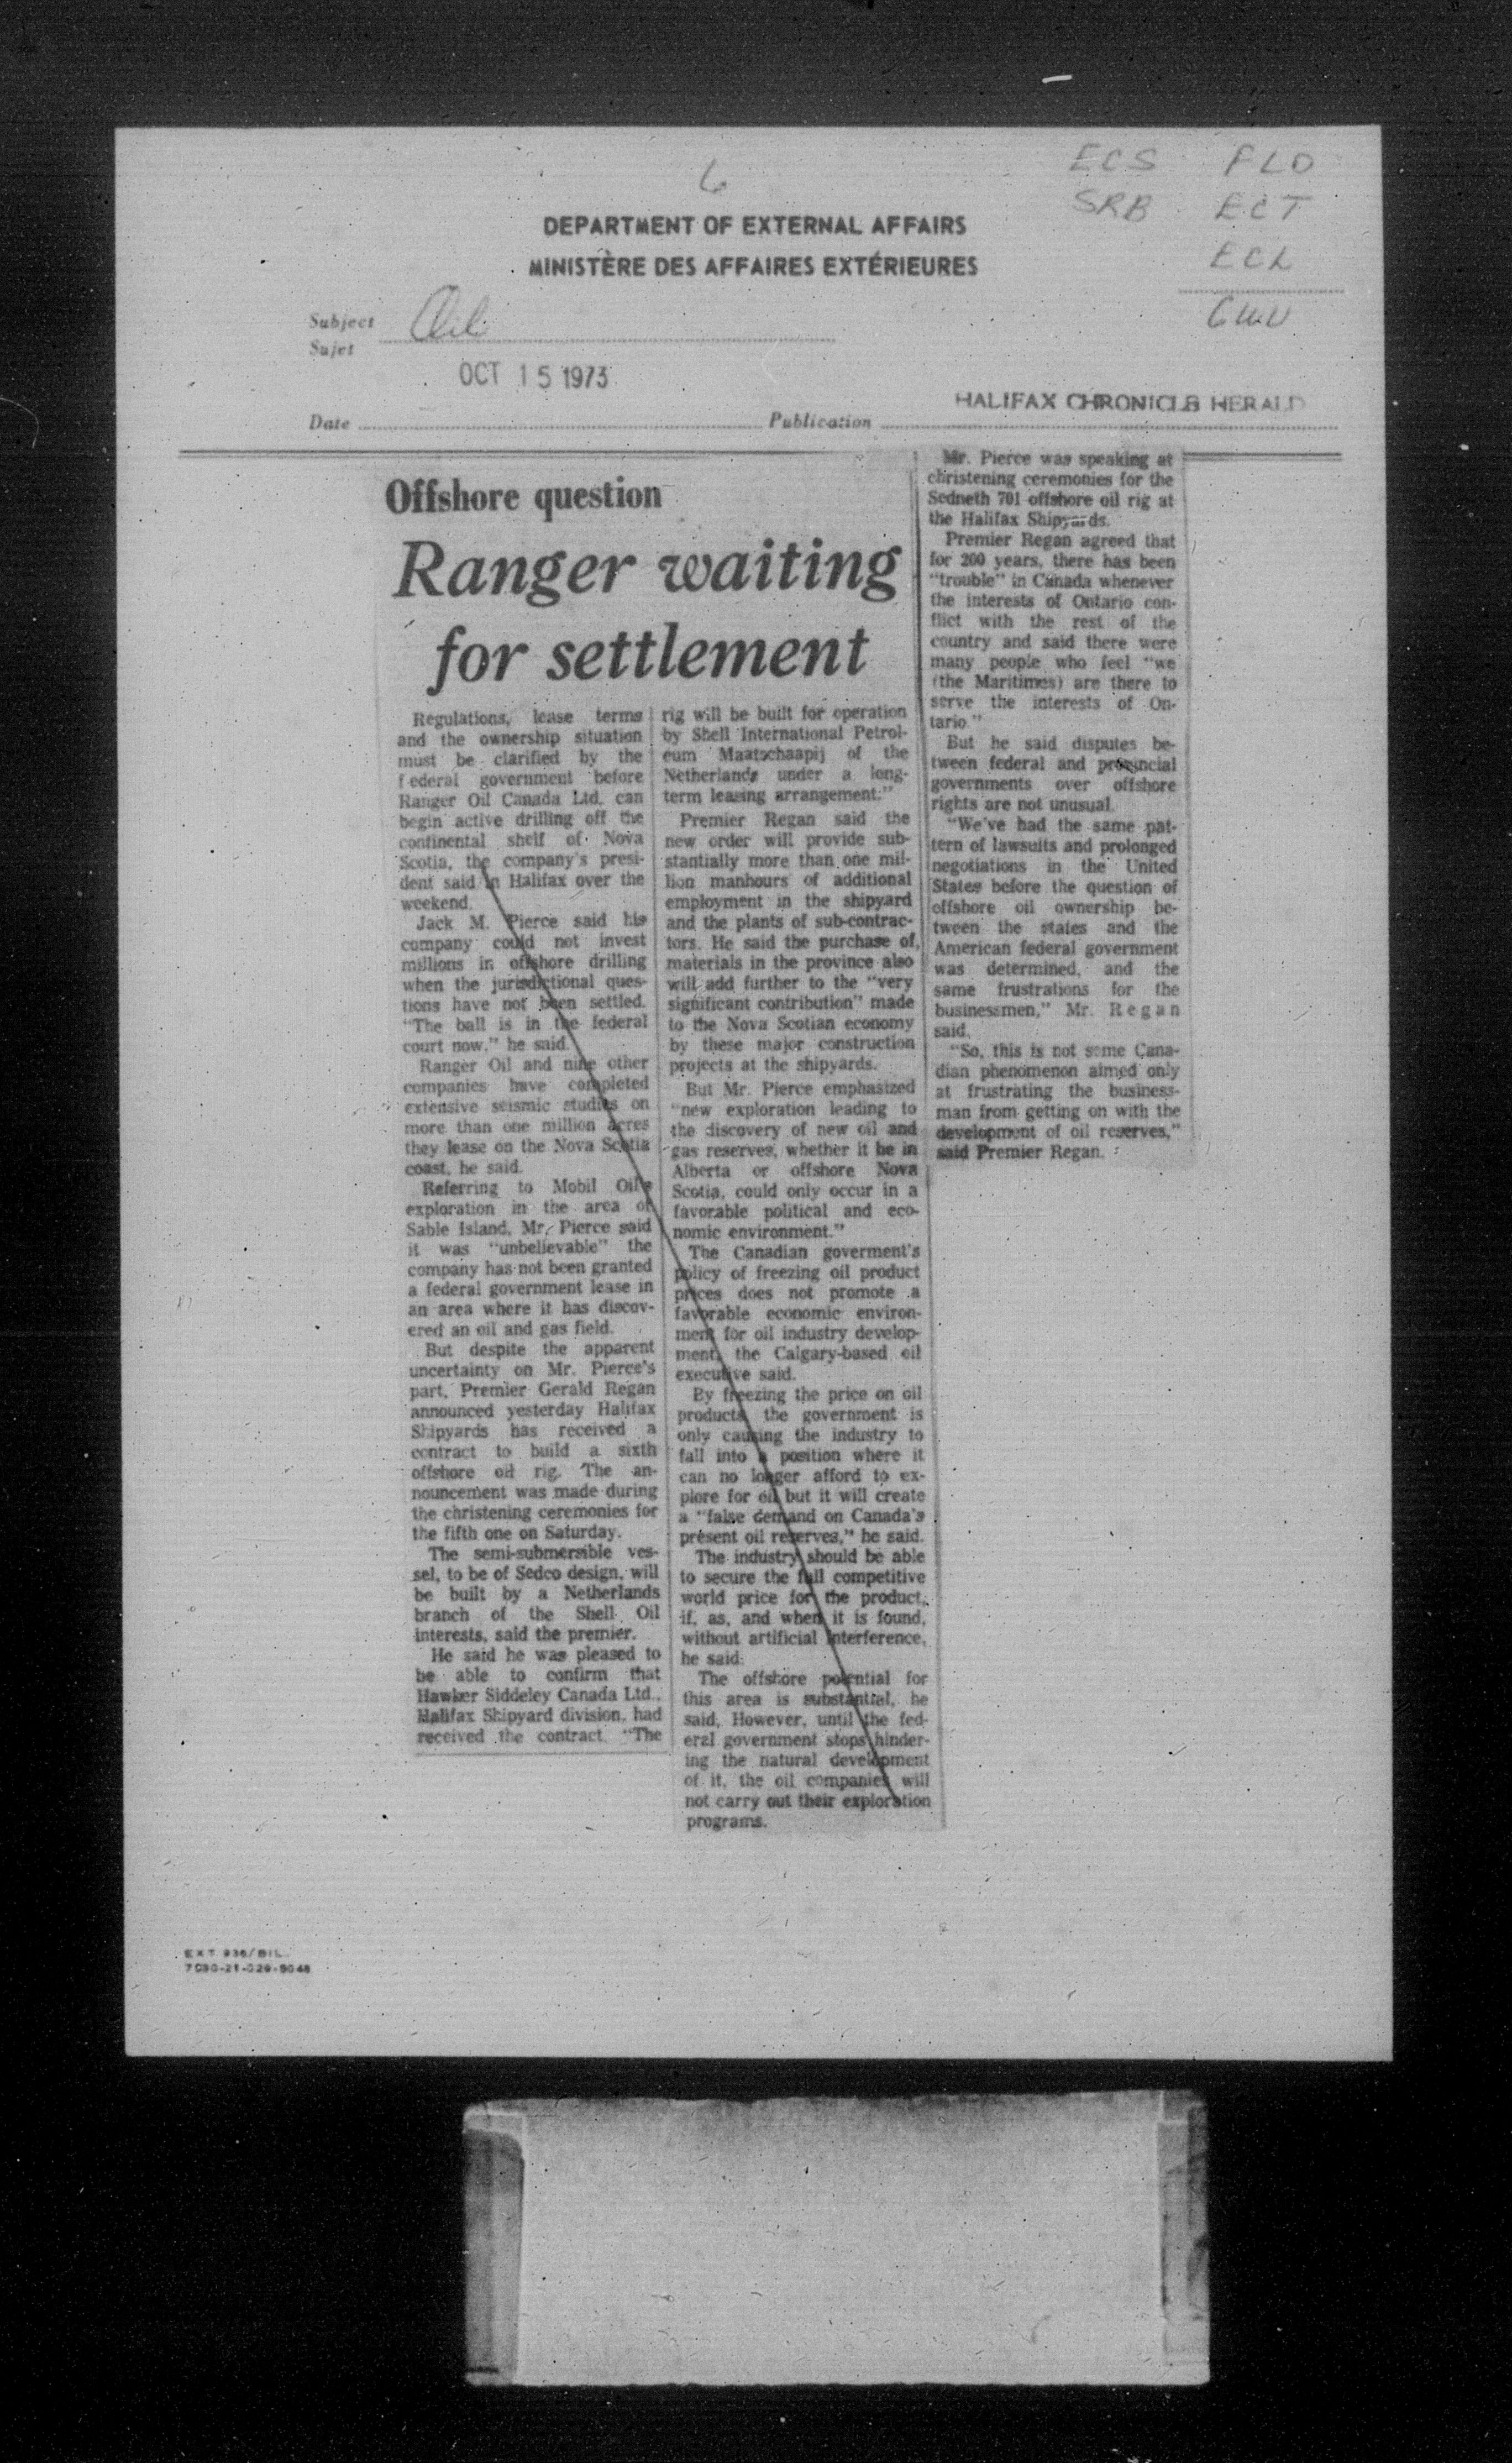 6
ECS FLO
SRB ECT
ECL
DEPARTMENT OF EXTERNAL AFFAIRS
MINISTÈRE DES AFFAIRES EXTÉRIEURES
Subject
Sujet
Oil
OCT 15 1973
HALIFAX CHRONICLE HERALD
Date
Publication
Offshore question
Ranger waiting
for settlement
Regulations, lease terms
and the ownership situation
must be clarified by the
federal government before
Ranger Oil Canada Ltd. can
begin active drilling off the
continental shelf of Nova
Scotia, the company's presi-
dent said in Halifax over the
weekend.
Jack M. Pierce said his
company could not invest
millions in offshore drilling
when the jurisdictional ques-
tions have not been settled.
"The ball is in the federal
court now," he said.
Ranger Oil and nine other
companies have completed
extensive seismic studies on
more than one million acres
they lease on the Nova Scotia
coast, he said.
Referring to Mobil Oil's
exploration in the area of
Sable Island, Mr. Pierce said
it was "unbelievable" the
company has not been granted
a federal government lease in
an area where it has discov-
ered an oil and gas field.
But despite the apparent
uncertainty on Mr. Pierce's
part, Premier Gerald Regan
announced yesterday Halifax
Shipyards has received a
contract to build a sixth
offshore oil rig. The an-
nouncement was made during
the christening ceremonies for
the fifth one on Saturday.
The semi-submersible ves-
sel, to be of Sedco design, will
be built by a Netherlands
branch of the Shell Oil
interests, said the premier.
He said he was pleased to
be able to confirm that
Hawker Siddeley Canada Ltd.,
Halifax Shipyard division, had
received the contract. "The
rig will be built for operation
by Shell International Petrol-
eum Maatschaapij of the
Netherlands under a long-
term leasing arrangement."
Premier Regan said the
new order will provide sub-
stantially more than one mil-
lion manhours of additional
employment in the shipyard
and the plants of sub-contrac-
tors. He said the purchase of
materials in the province also
will add further to the "very
significant contribution" made
to the Nova Scotian economy
by these major construction
projects at the shipyards.
But Mr. Pierce emphasized
"new exploration leading to
the discovery of new oil and
gas reserves, whether it be in
Alberta or offshore Nova
Scotia, could only occur in a
favorable political and eco-
nomic environment."
The Canadian goverment's
policy of freezing oil product
prices does not promote a
favorable economic environ-
ment for oil industry develop-
ment, the Calgary-based oil
executive said.
By freezing the price on oil
products, the government is
only causing the industry to
fall into a position where it
can no longer afford to ex-
plore for oil but it will create
a "false demand on Canada's
present oil reserves," he said.
The industry should be able
to secure the full competitive
world price for the product,
if, as, and when it is found,
without artificial interference,
he said.
The offshore potential for
this area is substantial, he
said. However, until the fed-
eral government stops hinder-
ing the natural development
of it, the oil companies will
not carry out their exploration
programs.
Mr. Pierce was speaking at
christening ceremonies for the
Sedneth 701 offshore oil rig at
the Halifax Shipyards.
Premier Regan agreed that
for 200 years, there has been
"trouble" in Canada whenever
the interests of Ontario con-
flict with the rest of the
country and said there were
many people who feel "we
(the Maritimes) are there to
serve the interests of On-
tario."
But he said disputes be-
tween federal and provincial
governments over offshore
rights are not unusual.
"We've had the same pat-
tern of lawsuits and prolonged
negotiations in the United
States before the question of
offshore oil ownership be-
tween the states and the
American federal government
was determined, and the
same frustrations for the
businessmen," Mr. Regan
said.
"So, this is not some Cana-
dian phenomenon aimed only
at frustrating the business-
man from getting on with the
development of oil reserves,"
said Premier Regan.
EXT 936/BIL.
7530-21-029-5048